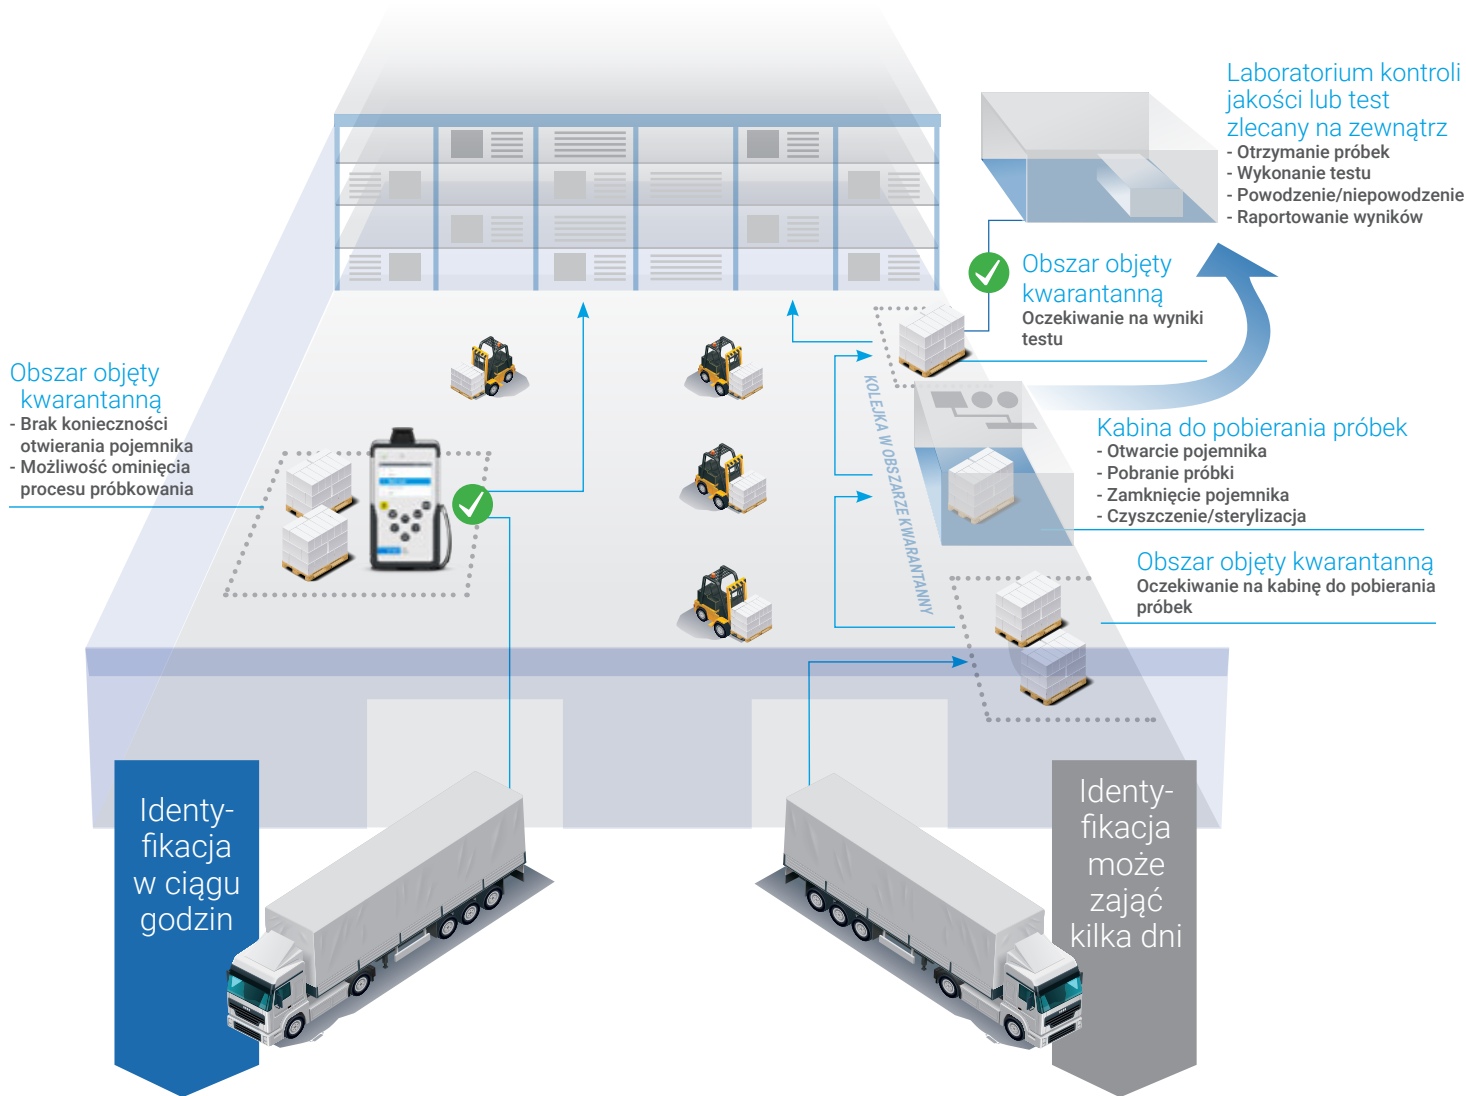 Laboratorium kontroli
jakości lub test
zlecany na zewnątrz
- Otrzymanie próbek
- Wykonanie testu
- Powodzenie/niepowodzenie
- Raportowanie wyników
Obszar objęty
kwarantanną
Oczekiwanie na wyniki
testu
Obszar objęty
kwarantanną
- Brak konieczności
otwierania pojemnika
- Możliwość ominięcia
procesu próbkowania
KOLEJKA W OBSZARZE KWARANTANNY
Kabina do pobierania próbek
- Otwarcie pojemnika
- Pobranie próbki
- Zamknięcie pojemnika
- Czyszczenie/sterylizacja
Obszar objęty kwarantanną
Oczekiwanie na kabinę do pobierania
próbek
Identy-
fikacja
w ciągu
godzin
Identy-
fikacja
może
zająć
kilka dni